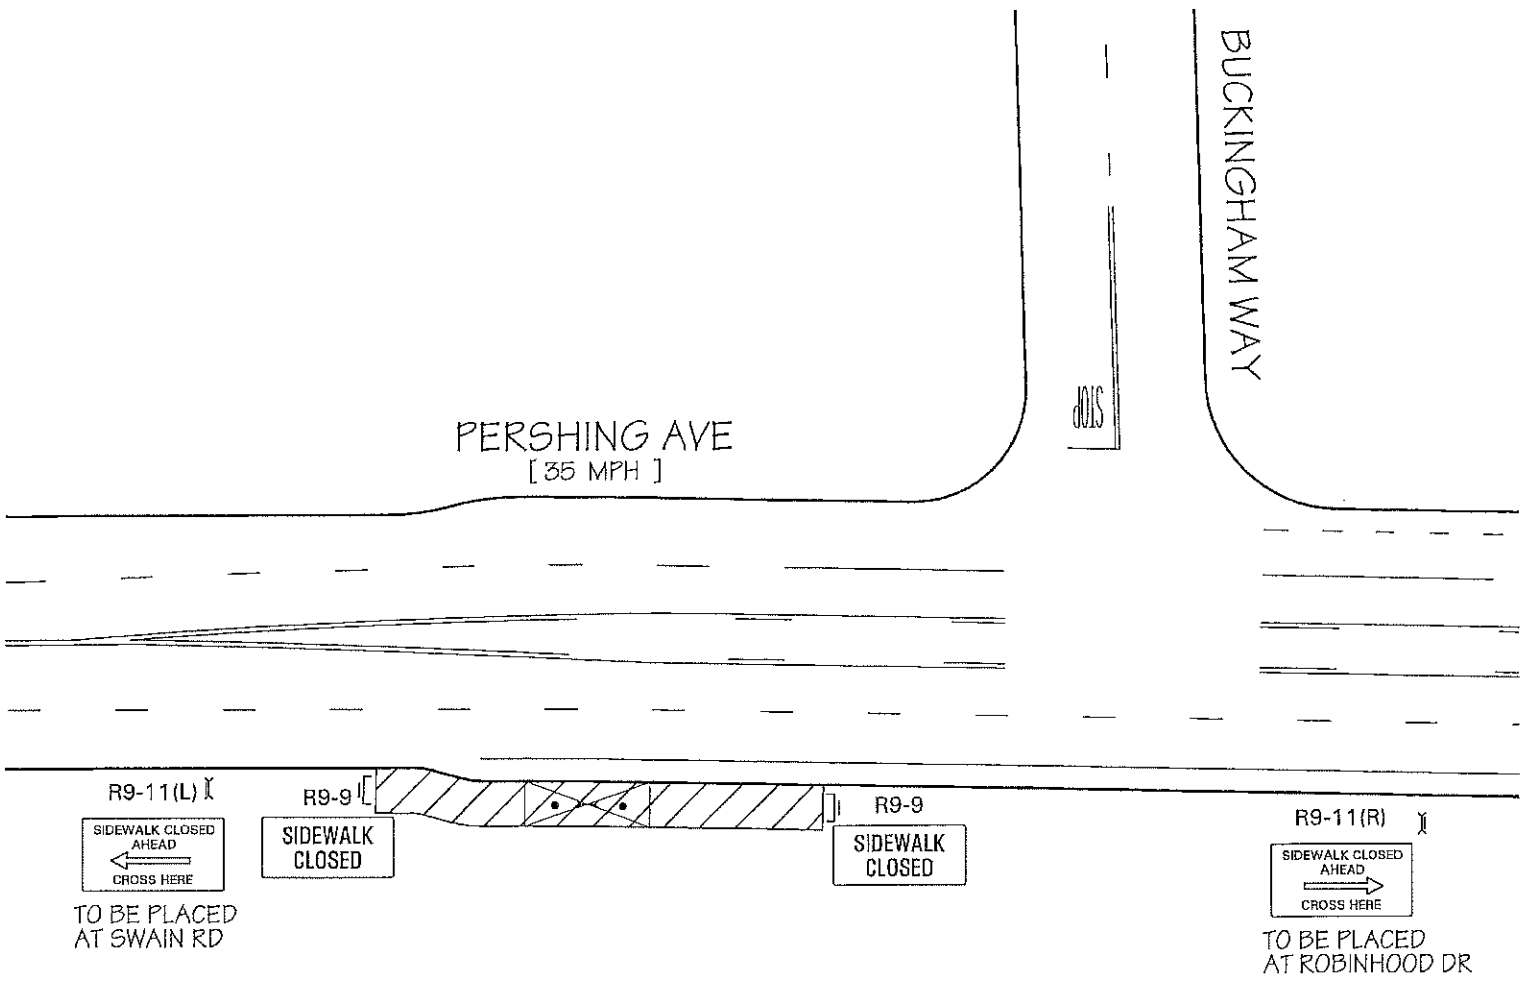 BUCKINGHAM WAY
STOP
PERSHING AVE
[ 35 MPH ]
R9-11(L)
SIDEWALK CLOSED
AHEAD
CROSS HERE
TO BE PLACED
AT SWAIN RD
R9-9
SIDEWALK
CLOSED
R9-9
SIDEWALK
CLOSED
R9-11(R)
SIDEWALK CLOSED
AHEAD
CROSS HERE
TO BE PLACED
AT ROBINHOOD DR